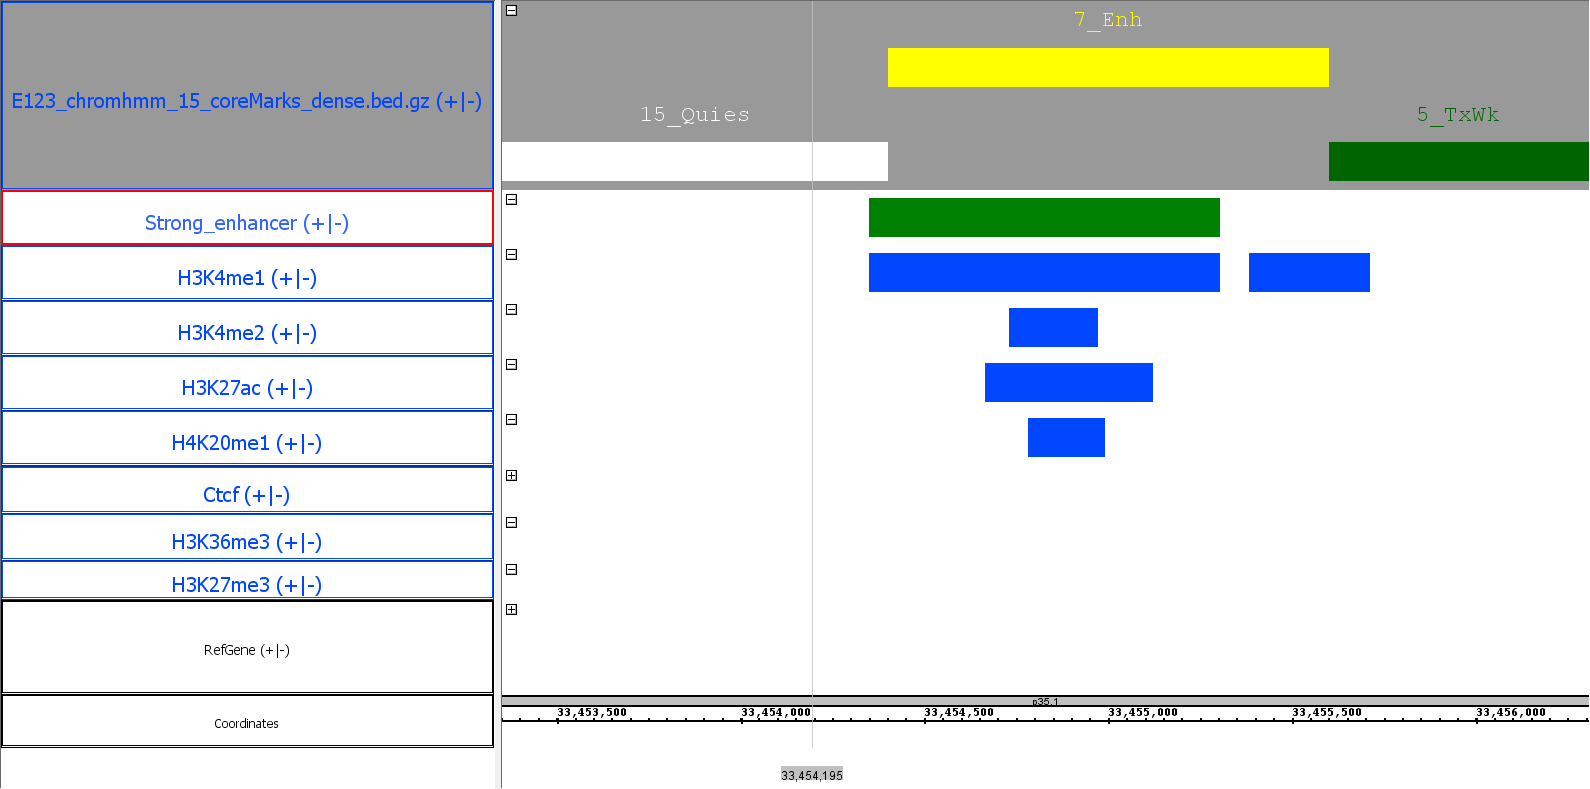 7_Enh
E123_chromhmm_15_coreMarks_dense.bed.gz (+|-)
15_Quies
5_TxWk
Strong_enhancer (+|-)
H3K4me1 (+|-)
H3K4me2 (+|-)
H3K27ac (+|-)
H4K20me1 (+|-)
Ctcf (+|-)
H3K36me3 (+|-)
H3K27me3 (+|-)
RefGene (+|-)
p35.1
33,453,500 33,454,000 33,454,500 33,455,000 33,455,500 33,456,000
Coordinates
33,454,195